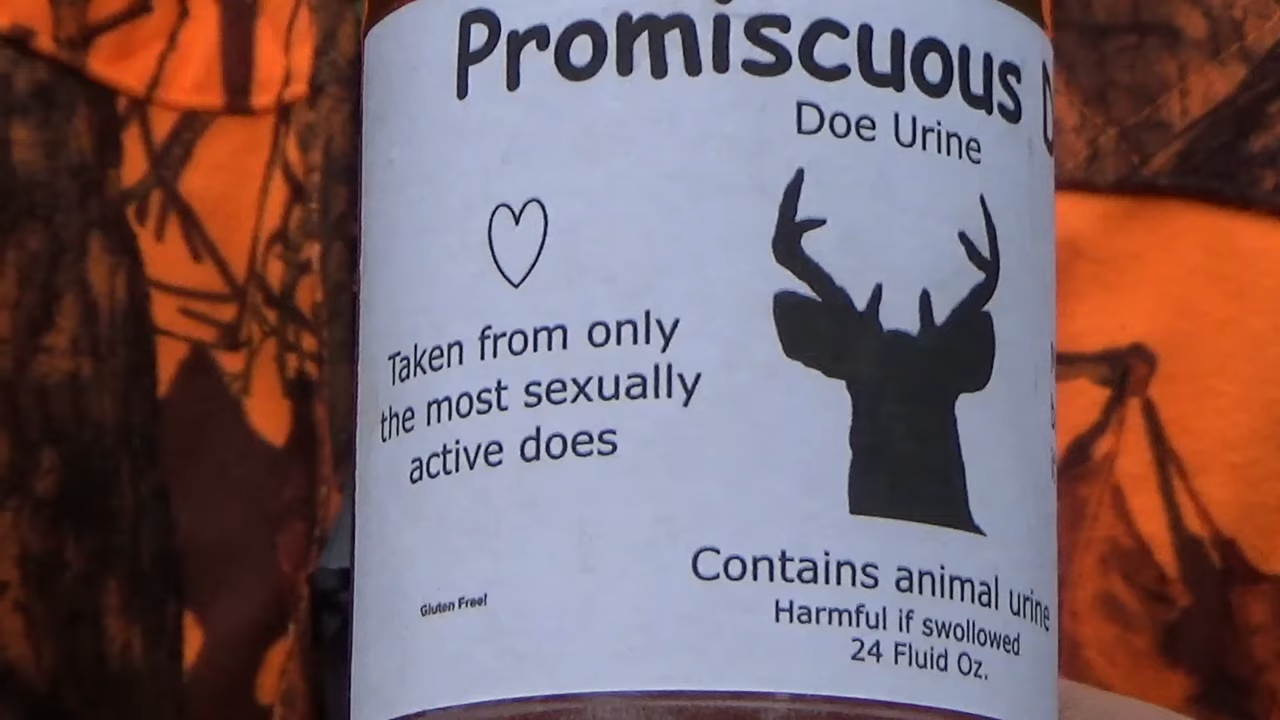 Promiscuous D
Doe Urine
Taken from only
the most sexually
active does
Gluten Free!
Contains animal urine
Harmful if swollowed
24 Fluid Oz.